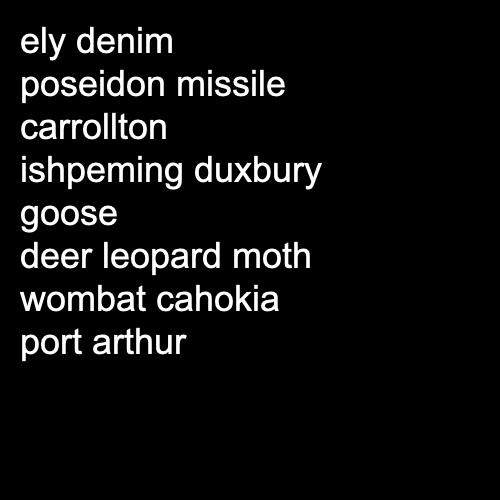 ely denim
poseidon missile
carrollton
ishpeming duxbury
goose
deer leopard moth
wombat cahokia
port arthur